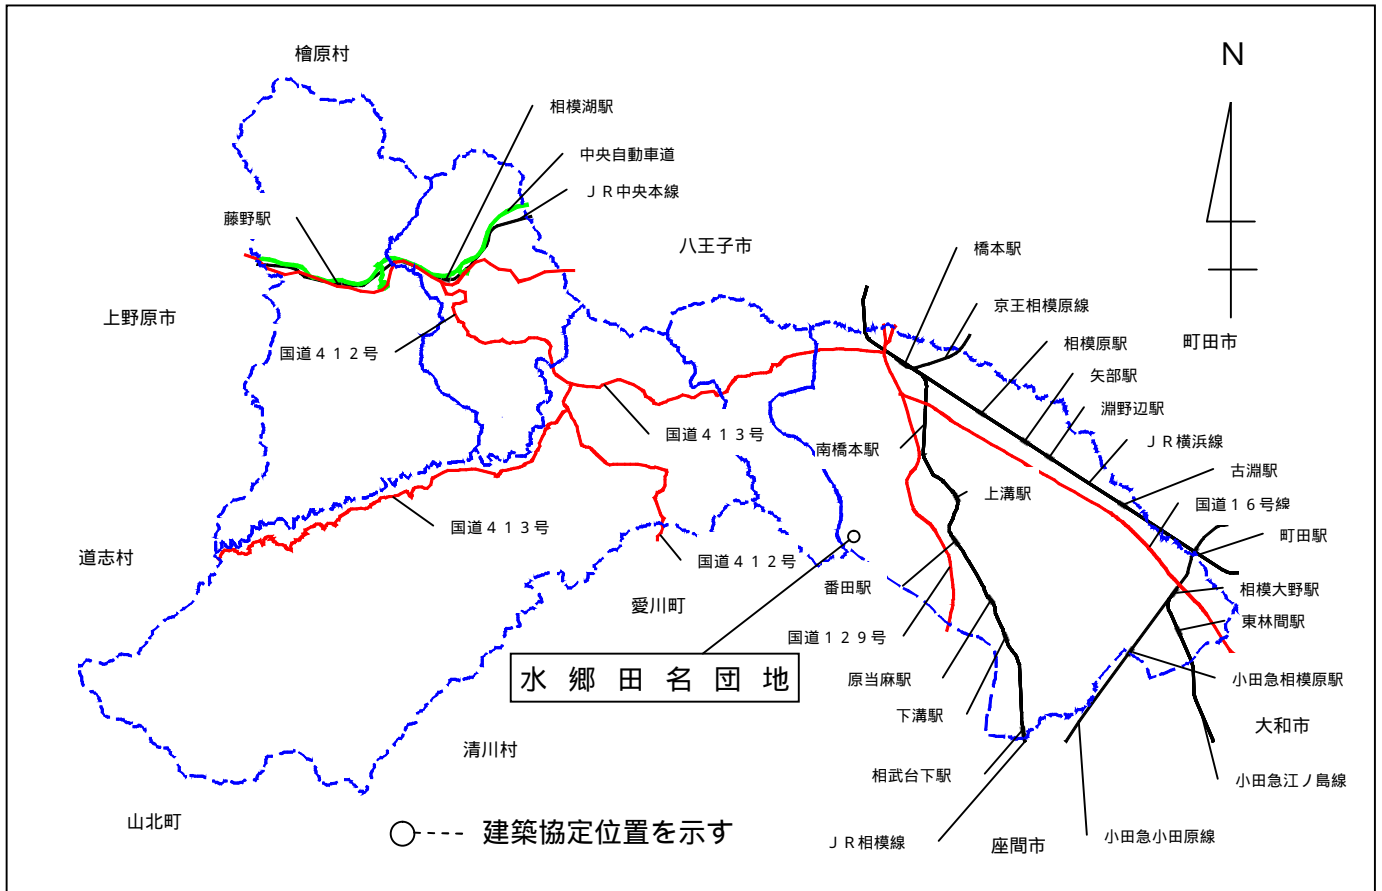 檜原村
N
相模湖駅
中央自動車道
ＪＲ中央本線
藤野駅
八王子市
橋本駅
京王相模原線
上野原市
相模原駅
町田市
国道４１２号
矢部駅
淵野辺駅
国道４１３号
南橋本駅
ＪＲ横浜線
古淵駅
上溝駅
国道１６号線
国道４１３号
町田駅
道志村
国道４１２号
番田駅
相模大野駅
愛川町
東林間駅
国道１２９号
水郷田名団地
原当麻駅
小田急相模原駅
下溝駅
大和市
清川村
相武台下駅
小田急江ノ島線
山北町
建築協定位置を示す
ＪＲ相模線
座間市
小田急小田原線